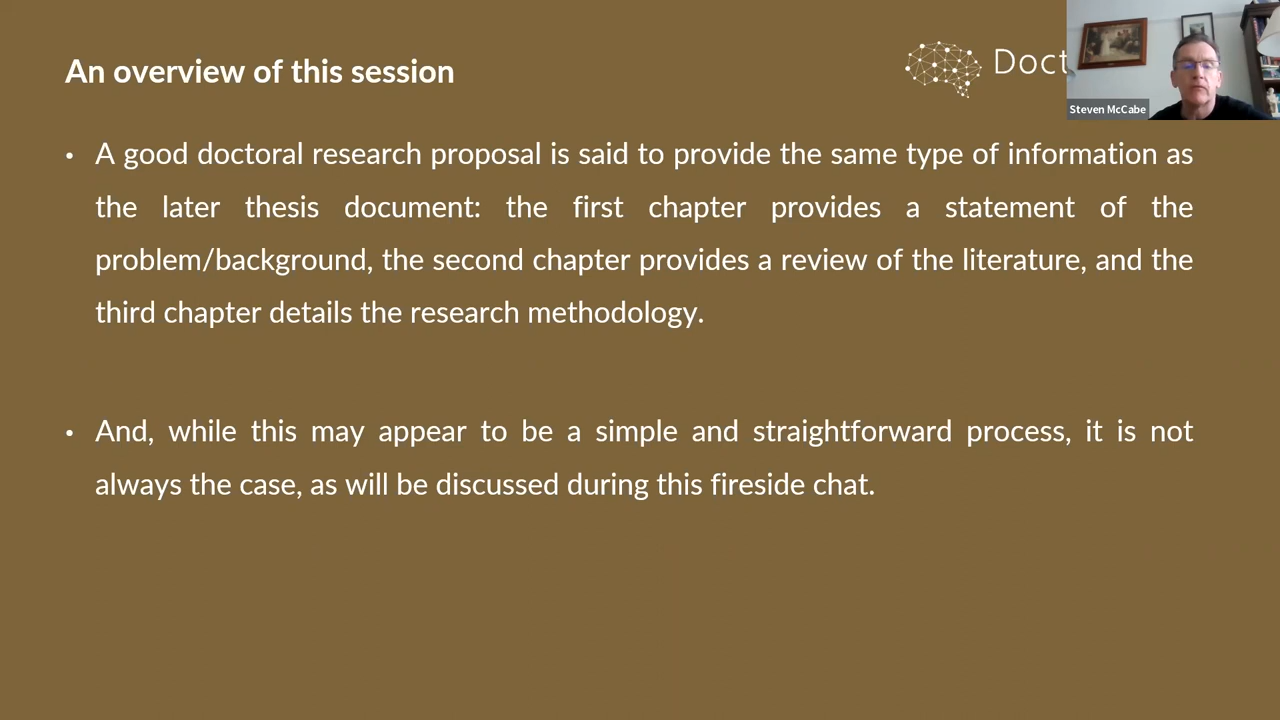 An overview of this session
Doct
Steven McCabe
• A good doctoral research proposal is said to provide the same type of information as
the later thesis document: the first chapter provides a statement of the
problem/background, the second chapter provides a review of the literature, and the
third chapter details the research methodology.
• And, while this may appear to be a simple and straightforward process, it is not
always the case, as will be discussed during this fireside chat.